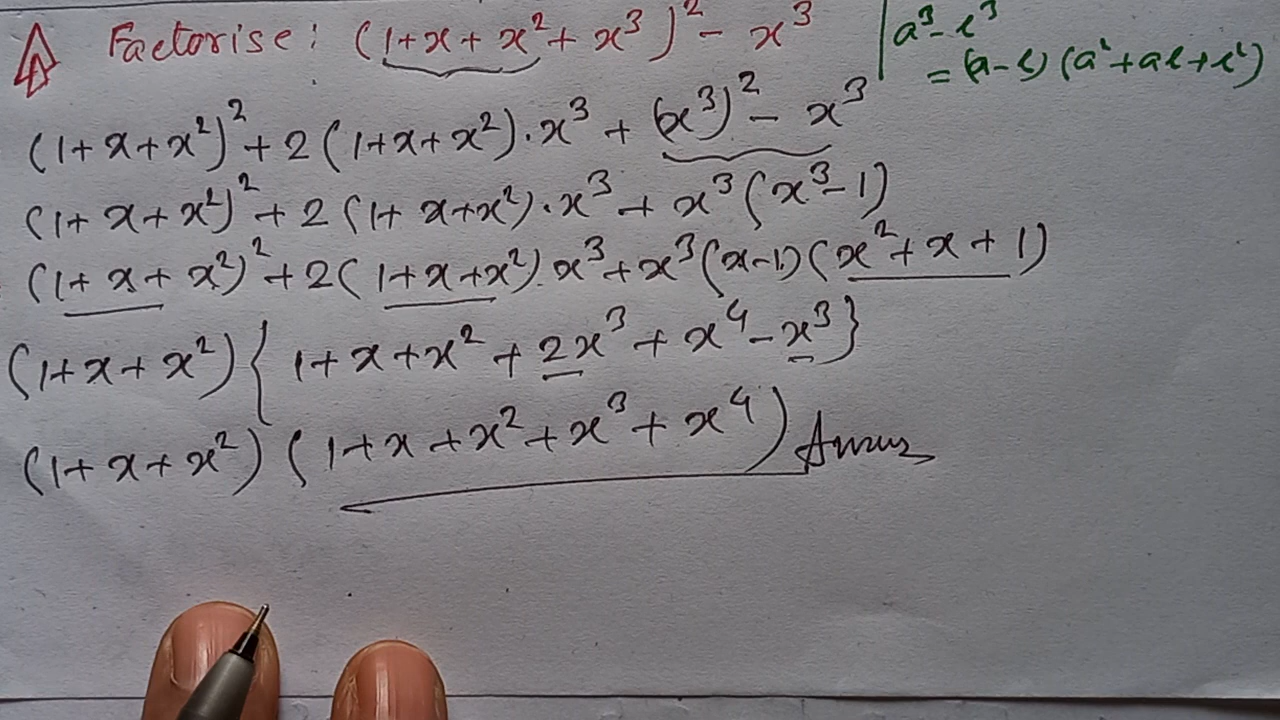 Factorise: (1+x+x²+x³)² - x³
a³-b³
= (a-b) (a²+ab+b²)
(1+x+x²)²+2(1+x+x²).x³ + (x³)² - x³
(1+x+x²)²+2(1+x+x²).x³ + x³(x³-1)
(1+x+x²)²+2(1+x+x²).x³+x³(x-1)(x²+x+1)
(1+x+x²){1+x+x²+2x³+x⁴-x³}
(1+x+x²)(1+x+x²+x³+x⁴)